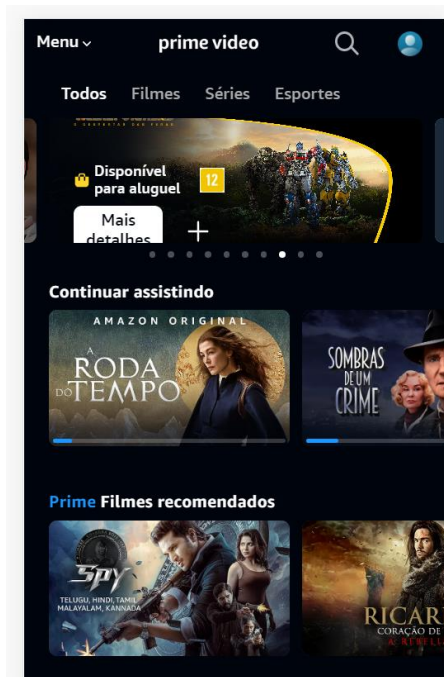 Menu
prime video
Todos Filmes Séries Esportes
Disponível
para aluguel
12
Mais
detalhes
Continuar assistindo
AMAZON ORIGINAL
A
RODA
DO TEMPO
SOMBRAS
DE UM
CRIME
Prime Filmes recomendados
SPY
TELUGU, HINDI, TAMIL
MALAYALAM, KANNADA
CORAÇÃO DE